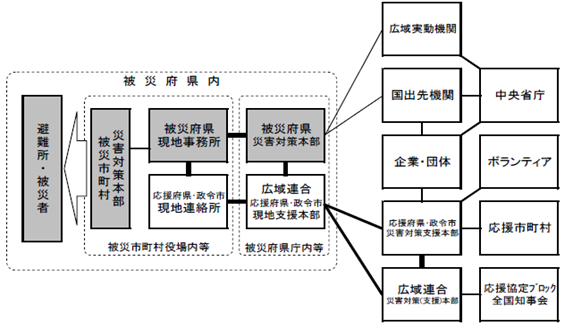 被災府県内
避難所・被災者
災害対策本部
被災市町村
被災府県
現地事務所
応援府県・政令市
現地連絡所
被災市町村役場内等
被災府県
災害対策本部
広域連合
応援府県・政令市
現地支援本部
被災府県庁内等
広域実動機関
国出先機関
中央省庁
企業・団体
ボランティア
応援府県・政令市
災害対策支援本部
応援市町村
広域連合
災害対策(支援)本部
応援協定ブロック
全国知事会